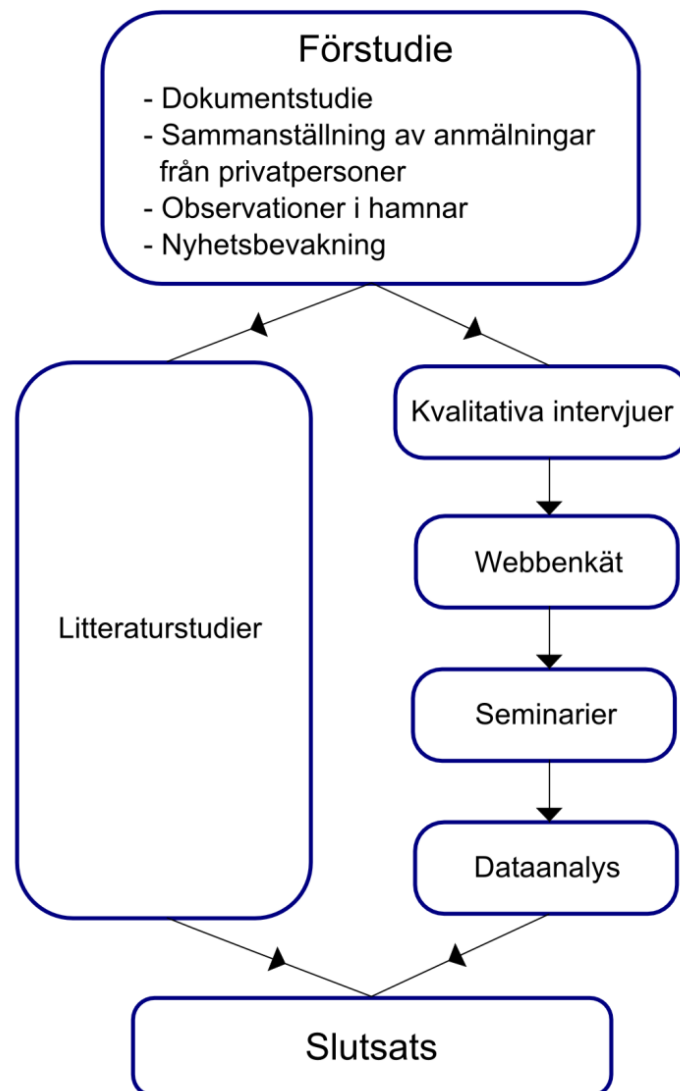 Förstudie
- Dokumentstudie
- Sammanställning av anmälningar
från privatpersoner
- Observationer i hamnar
- Nyhetsbevakning
Litteraturstudier
Kvalitativa intervjuer
Webbenkät
Seminarier
Dataanalys
Slutsats